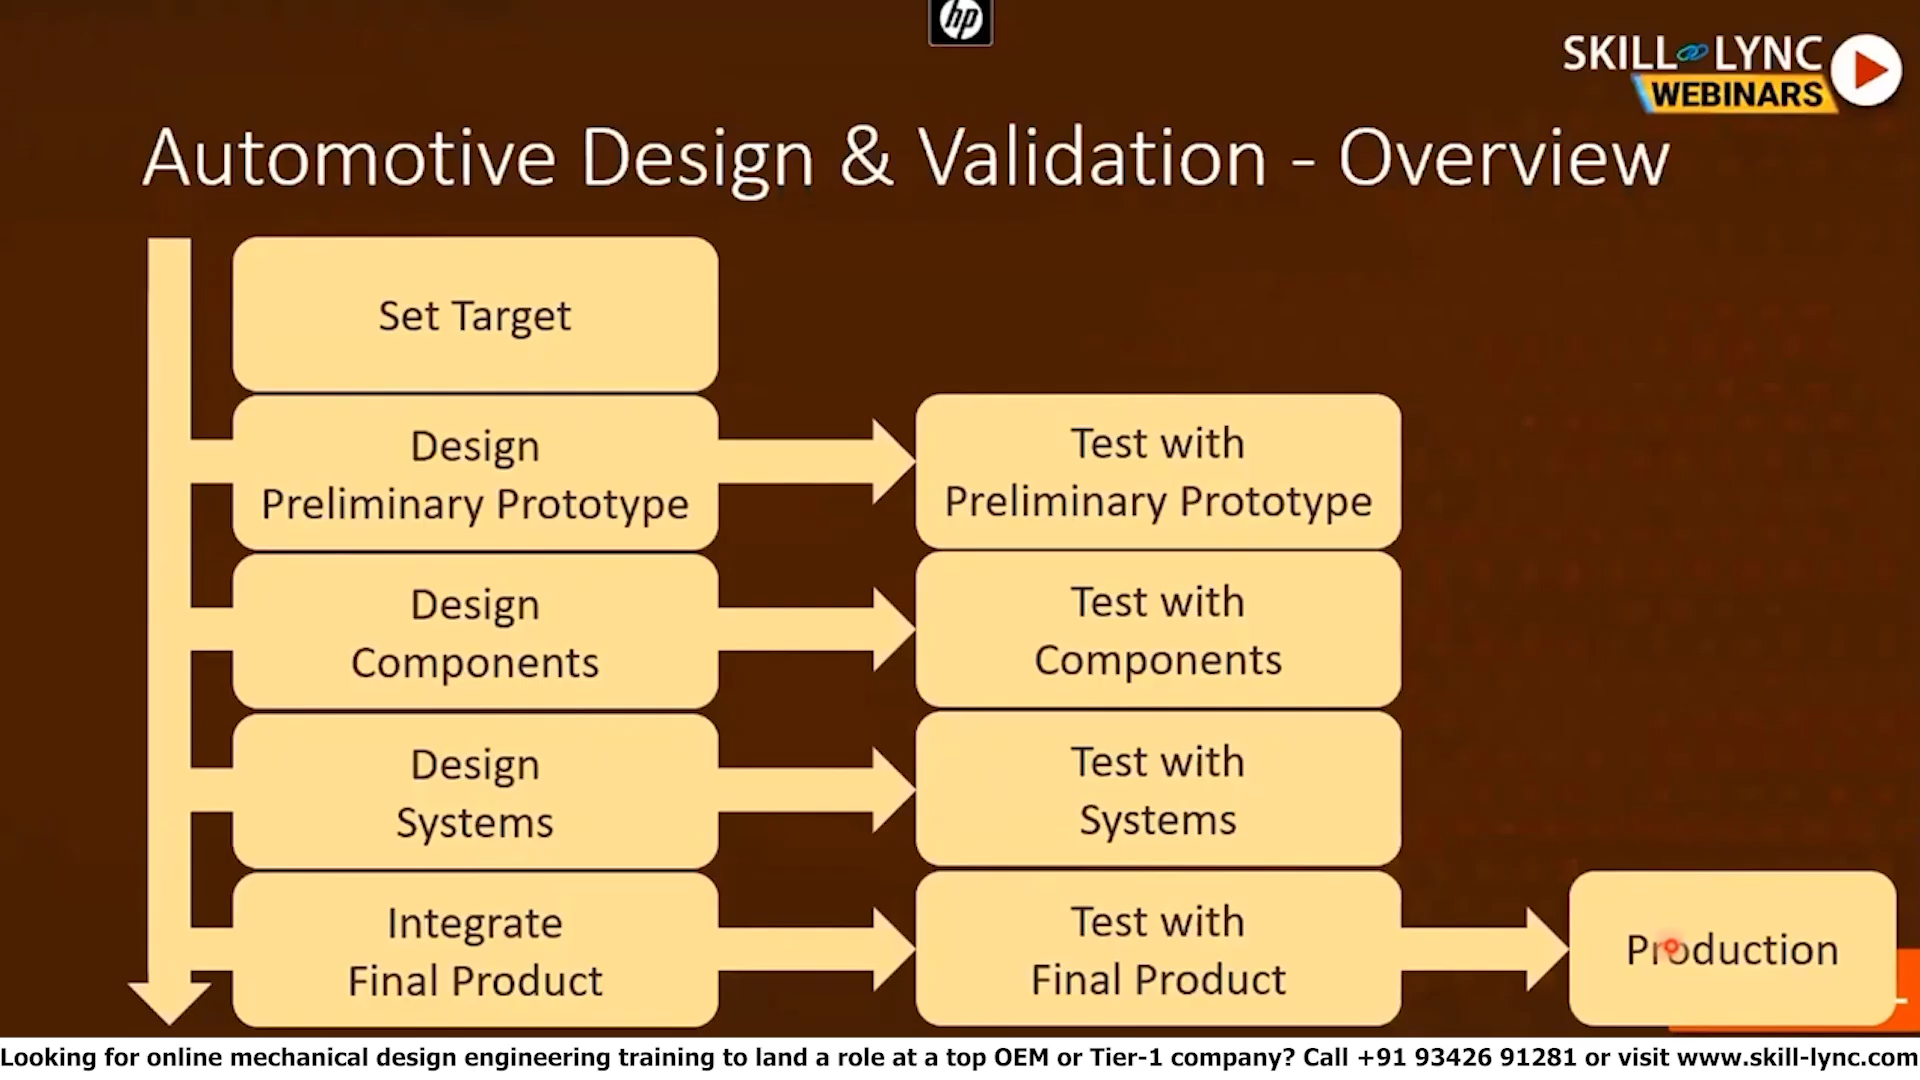 hp
SKILL LYNC
WEBINARS
Automotive Design & Validation - Overview
Set Target
Design
Preliminary Prototype
Test with
Preliminary Prototype
Design
Components
Test with
Components
Design
Systems
Test with
Systems
Integrate
Final Product
Test with
Final Product
Production
Looking for online mechanical design engineering training to land a role at a top OEM or Tier-1 company? Call +91 93426 91281 or visit www.skill-lync.com